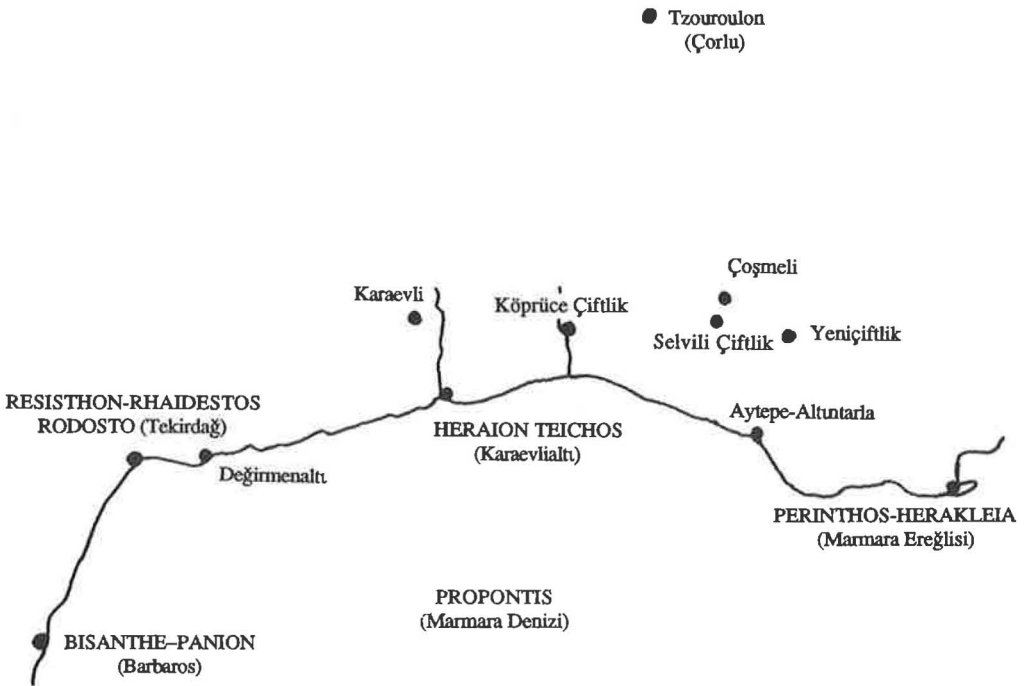 Tzouroulon
(Çorlu)
Çoşmeli
Karaevli
Köprüce Çiftlik
Selvili Çiftlik
Yeniçiftlik
RESISTHON-RHAIDESTOS
RODOSTO (Tekirdağ)
Aytepe-Altıntarla
HERAION TEICHOS
(Karaevlialtı)
Değirmenaltı
PERINTHOS-HERAKLEIA
(Marmara Ereğlisi)
PROPONTIS
(Marmara Denizi)
BISANTHE–PANION
(Barbaros)